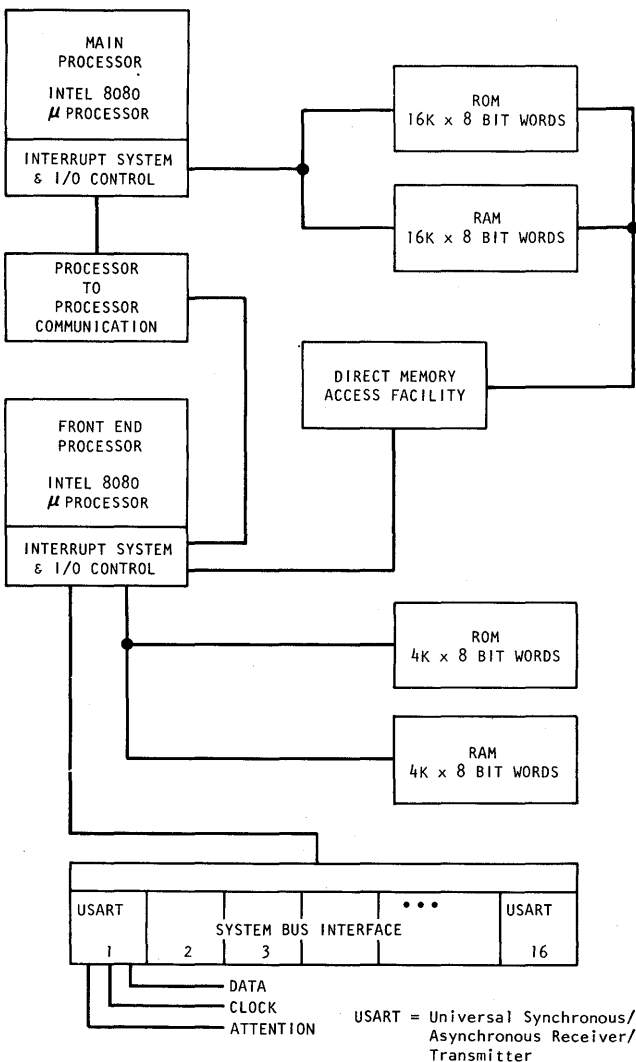 MAIN
PROCESSOR
INTEL 8080
μ PROCESSOR
INTERRUPT SYSTEM
& I/O CONTROL
ROM
16K x 8 BIT WORDS
RAM
16K x 8 BIT WORDS
PROCESSOR
TO
PROCESSOR
COMMUNICATION
DIRECT MEMORY
ACCESS FACILITY
FRONT END
PROCESSOR
INTEL 8080
μ PROCESSOR
INTERRUPT SYSTEM
& I/O CONTROL
ROM
4K x 8 BIT WORDS
RAM
4K x 8 BIT WORDS
USART
1
SYSTEM BUS INTERFACE
2
3
•••
USART
16
DATA
CLOCK
ATTENTION
USART = Universal Synchronous/
Asynchronous Receiver/
Transmitter